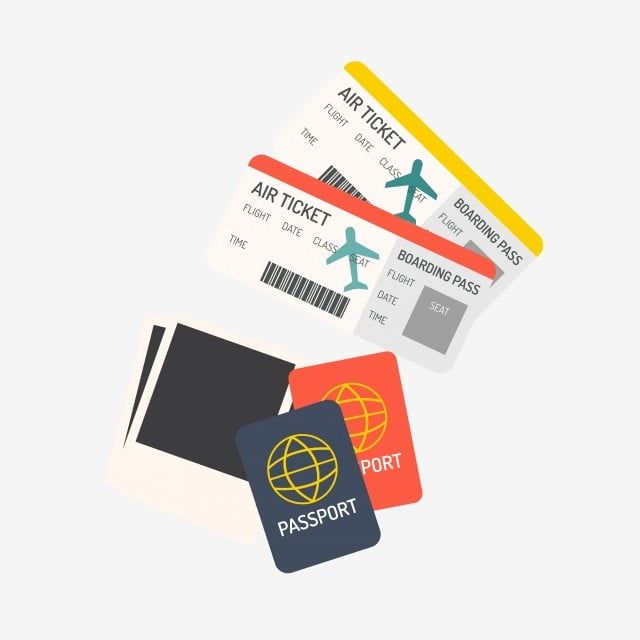 AIR TICKET
FLIGHT DATE CLASS
TIME
BOARDING PASS
FLIGHT
AIR TICKET
FLIGHT DATE CLASS SEAT
TIME
BOARDING PASS
FLIGHT
DATE SEAT
TIME
PORT
PASSPORT